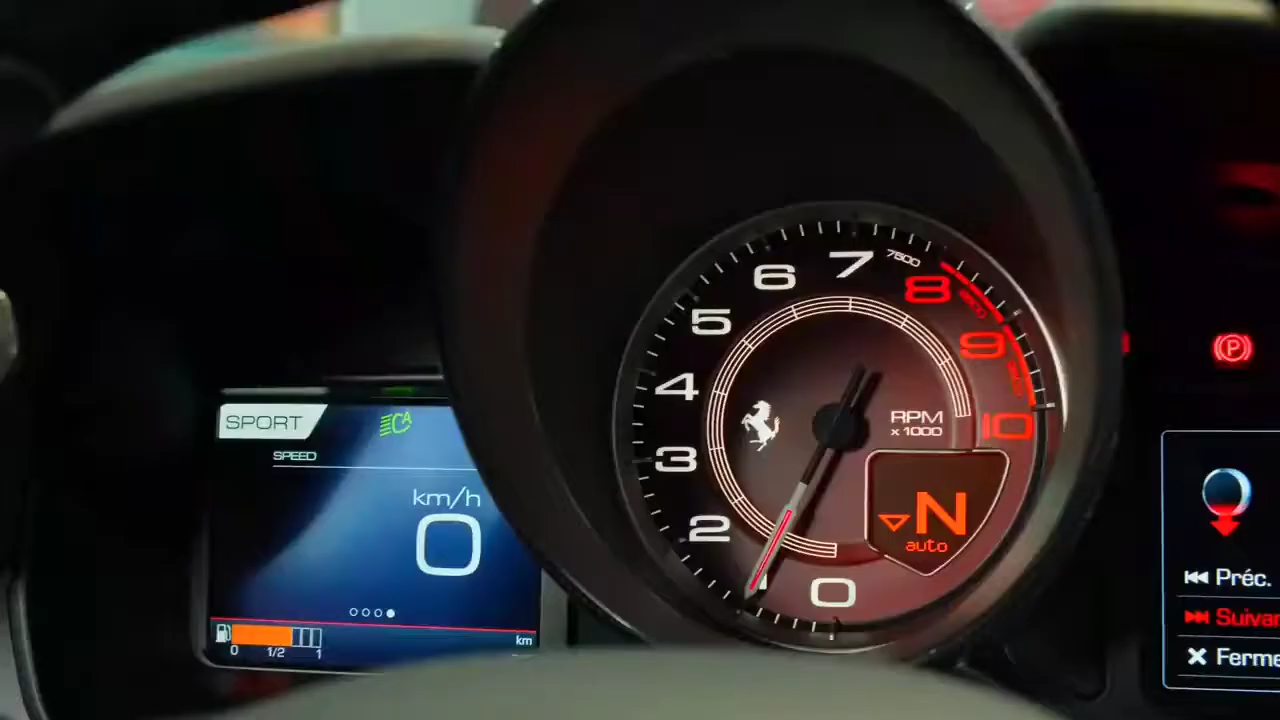 SPORT
A
SPEED
km/h
0
0 1/2 1
km
0
2
3
4
5
6
7
7500
8
9
10
RPM
x 1000
N
auto
P
Préc.
Suivan
Ferme